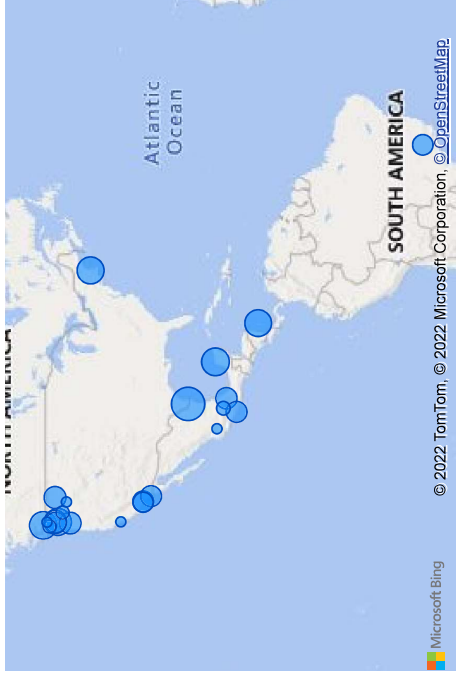 NORTH AMERICA
Atlantic
Ocean
SOUTH AMERICA
Microsoft Bing
© 2022 TomTom, © 2022 Microsoft Corporation, © OpenStreetMap